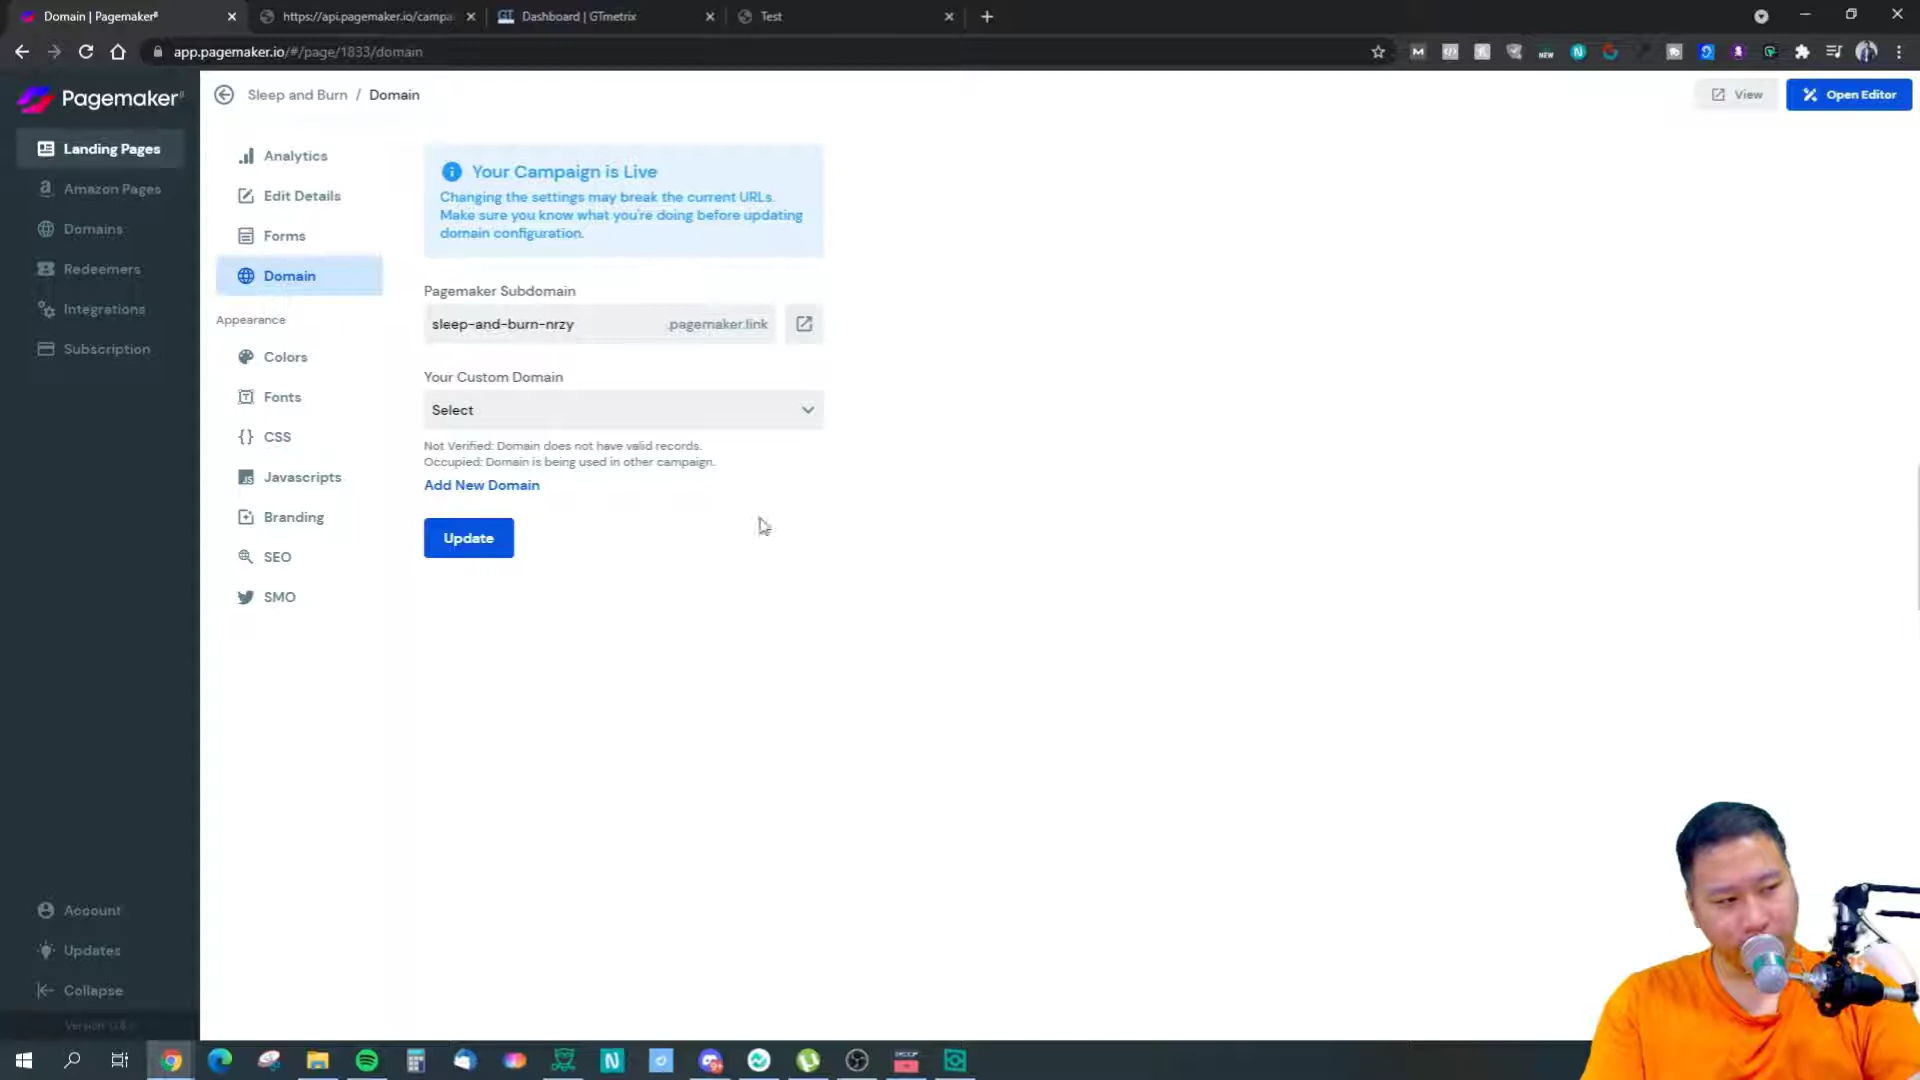 Domain | Pagemakerᵝ
https://api.pagemaker.io/campa
GT Dashboard | GTmetrix
Test
app.pagemaker.io/#/page/1833/domain
Pagemakerᵝ
Sleep and Burn / Domain
View
Open Editor
Landing Pages
Amazon Pages
Domains
Redeemers
Integrations
Subscription
Analytics
Edit Details
Forms
Domain
Appearance
Colors
Fonts
CSS
Javascripts
Branding
SEO
SMO
Your Campaign is Live
Changing the settings may break the current URLs.
Make sure you know what you're doing before updating
domain configuration.
Pagemaker Subdomain
sleep-and-burn-nrzy .pagemaker.link
Your Custom Domain
Select
Not Verified: Domain does not have valid records.
Occupied: Domain is being used in other campaign.
Add New Domain
Update
Account
Updates
Collapse